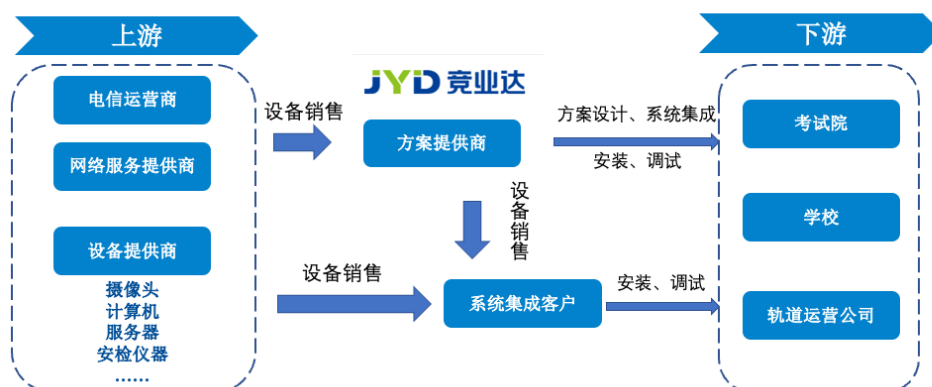 上游
电信运营商
网络服务提供商
设备提供商
摄像头
计算机
服务器
安检仪器
……
设备销售
设备销售
JYD 竞业达
方案提供商
设备销售
系统集成客户
方案设计、系统集成
安装、调试
安装、调试
下游
考试院
学校
轨道运营公司